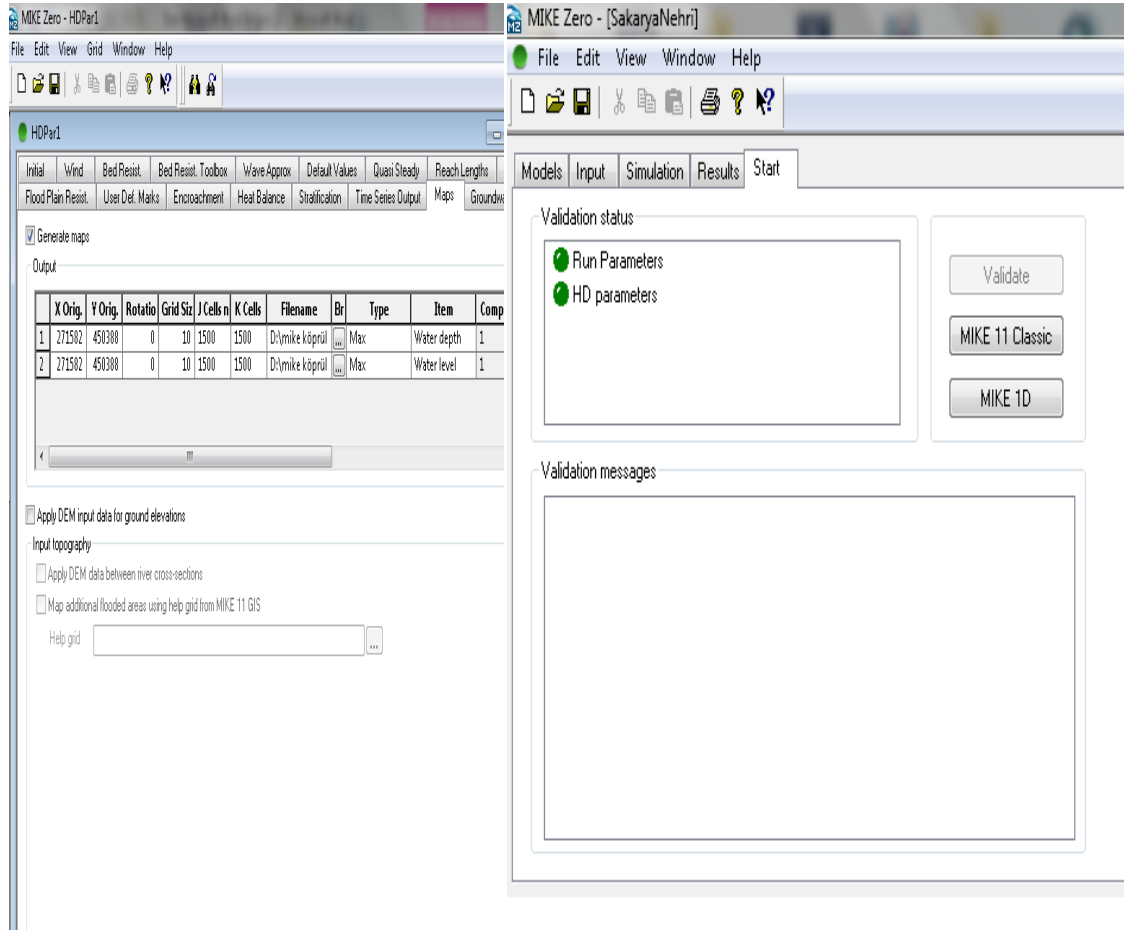 MIKE Zero - HDPar1
File Edit View Grid Window Help
HDPar1
Initial Wind Bed Resist. Bed Resist. Toolbox Wave Approx Default Values Quasi Steady Reach Lengths
Flood Plain Resist. User Def. Marks Encroachment Heat Balance Stratification Time Series Output Maps Groundwa
Generate maps
Output
X Orig. Y Orig. Rotatio Grid Siz J Cells n K Cells Filename Br Type Item Comp
1 271582 450388 0 10 1500 1500 D:\mike köprül ... Max Water depth 1
2 271582 450388 0 10 1500 1500 D:\mike köprül ... Max Water level 1
Apply DEM input data for ground elevations
Input topography
Apply DEM data between river cross-sections
Map additional flooded areas using help grid from MIKE 11 GIS
Help grid ...
MIKE Zero - [SakaryaNehri]
File Edit View Window Help
Models Input Simulation Results Start
Validation status
Run Parameters
HD parameters
Validate
MIKE 11 Classic
MIKE 1D
Validation messages